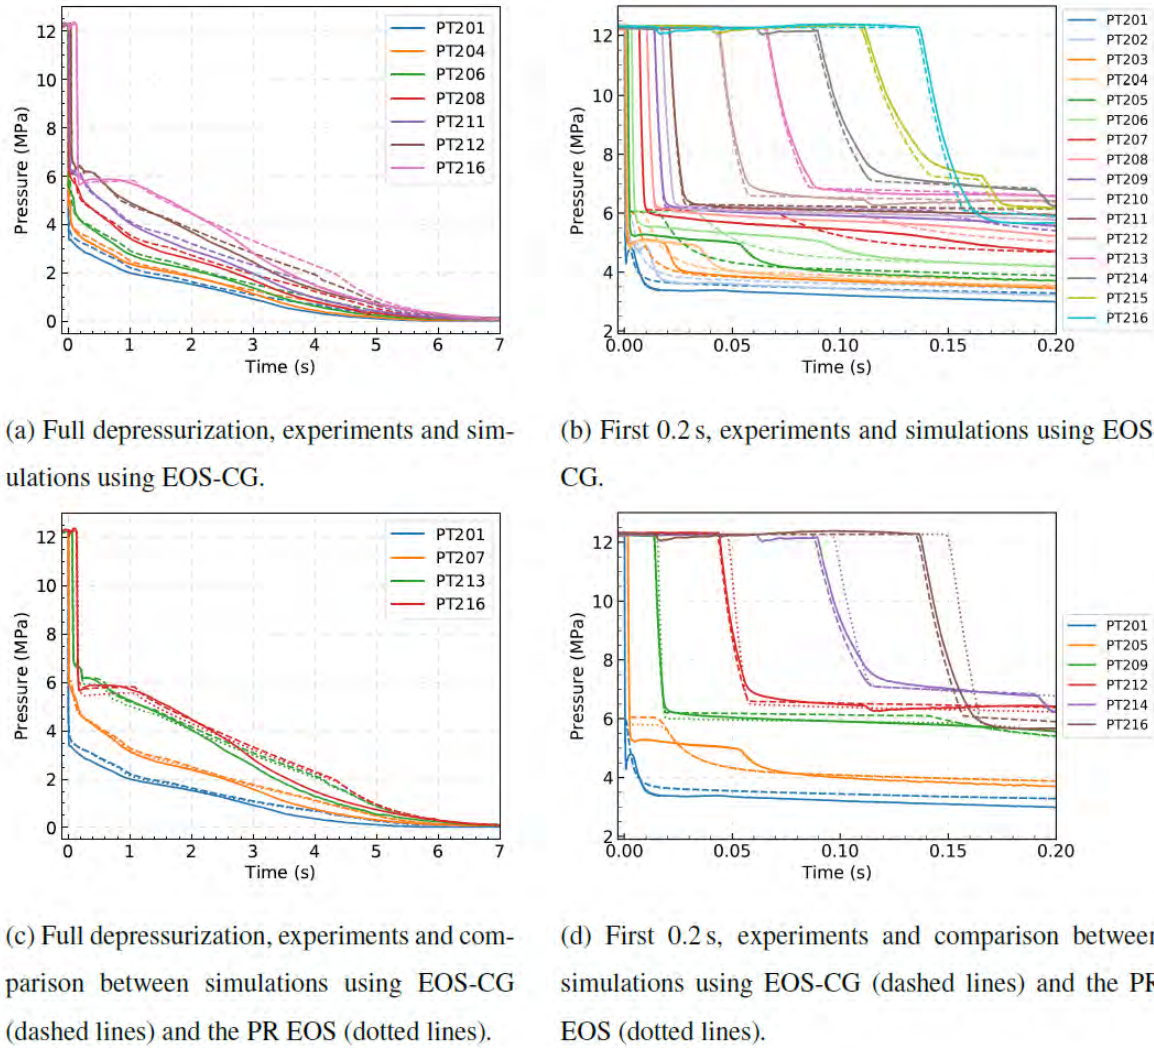 12
10
8
6
4
2
0
Pressure (MPa)
0 1 2 3 4 5 6 7
Time (s)
PT201
PT204
PT206
PT208
PT211
PT212
PT216
12
10
8
6
4
2
Pressure (MPa)
0.00 0.05 0.10 0.15 0.20
Time (s)
PT201
PT202
PT203
PT204
PT205
PT206
PT207
PT208
PT209
PT210
PT211
PT212
PT213
PT214
PT215
PT216
(a) Full depressurization, experiments and sim-
ulations using EOS-CG.
(b) First 0.2 s, experiments and simulations using EOS-
CG.
12
10
8
6
4
2
0
Pressure (MPa)
0 1 2 3 4 5 6 7
Time (s)
PT201
PT207
PT213
PT216
12
10
8
6
4
2
Pressure (MPa)
0.00 0.05 0.10 0.15 0.20
Time (s)
PT201
PT205
PT209
PT212
PT214
PT216
(c) Full depressurization, experiments and com-
parison between simulations using EOS-CG
(dashed lines) and the PR EOS (dotted lines).
(d) First 0.2 s, experiments and comparison between
simulations using EOS-CG (dashed lines) and the PR
EOS (dotted lines).